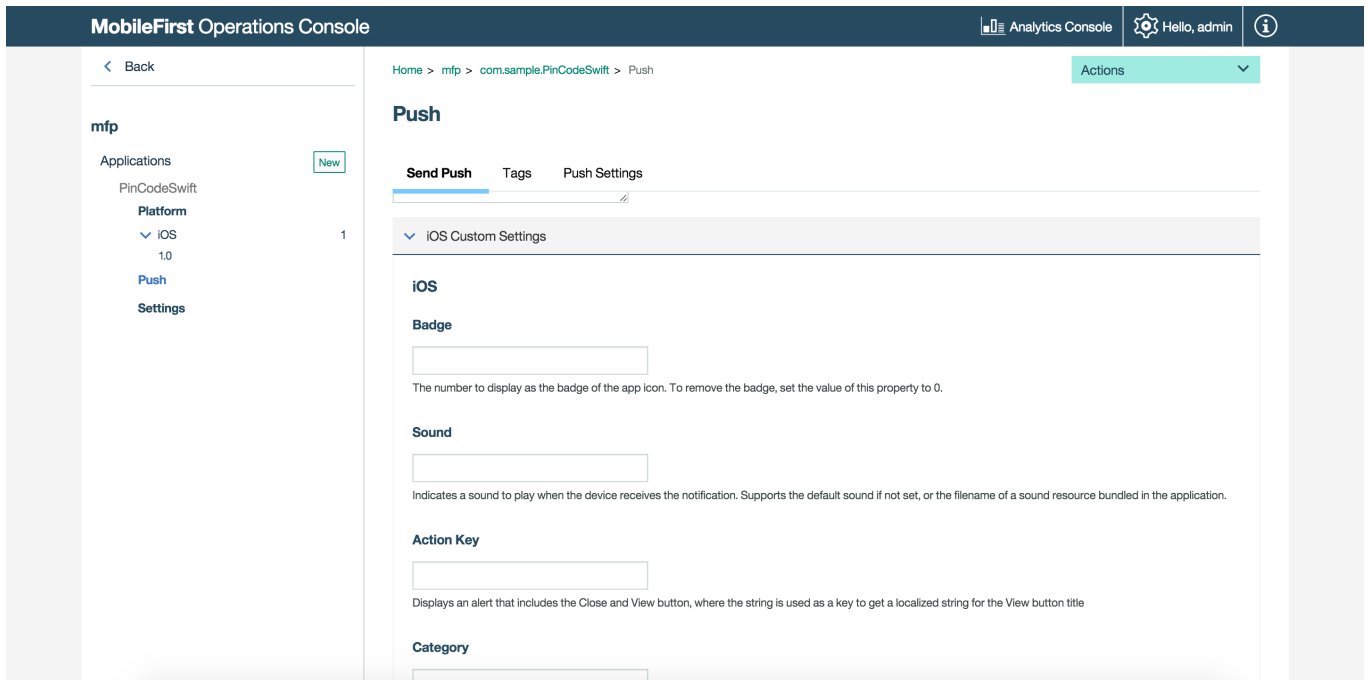 MobileFirst Operations Console
Analytics Console
Hello, admin
Back
mfp
Applications
New
PinCodeSwift
Platform
iOS
1
1.0
Push
Settings
Home > mfp > com.sample.PinCodeSwift > Push
Actions
Push
Send Push
Tags
Push Settings
iOS Custom Settings
iOS
Badge
The number to display as the badge of the app icon. To remove the badge, set the value of this property to 0.
Sound
Indicates a sound to play when the device receives the notification. Supports the default sound if not set, or the filename of a sound resource bundled in the application.
Action Key
Displays an alert that includes the Close and View button, where the string is used as a key to get a localized string for the View button title
Category